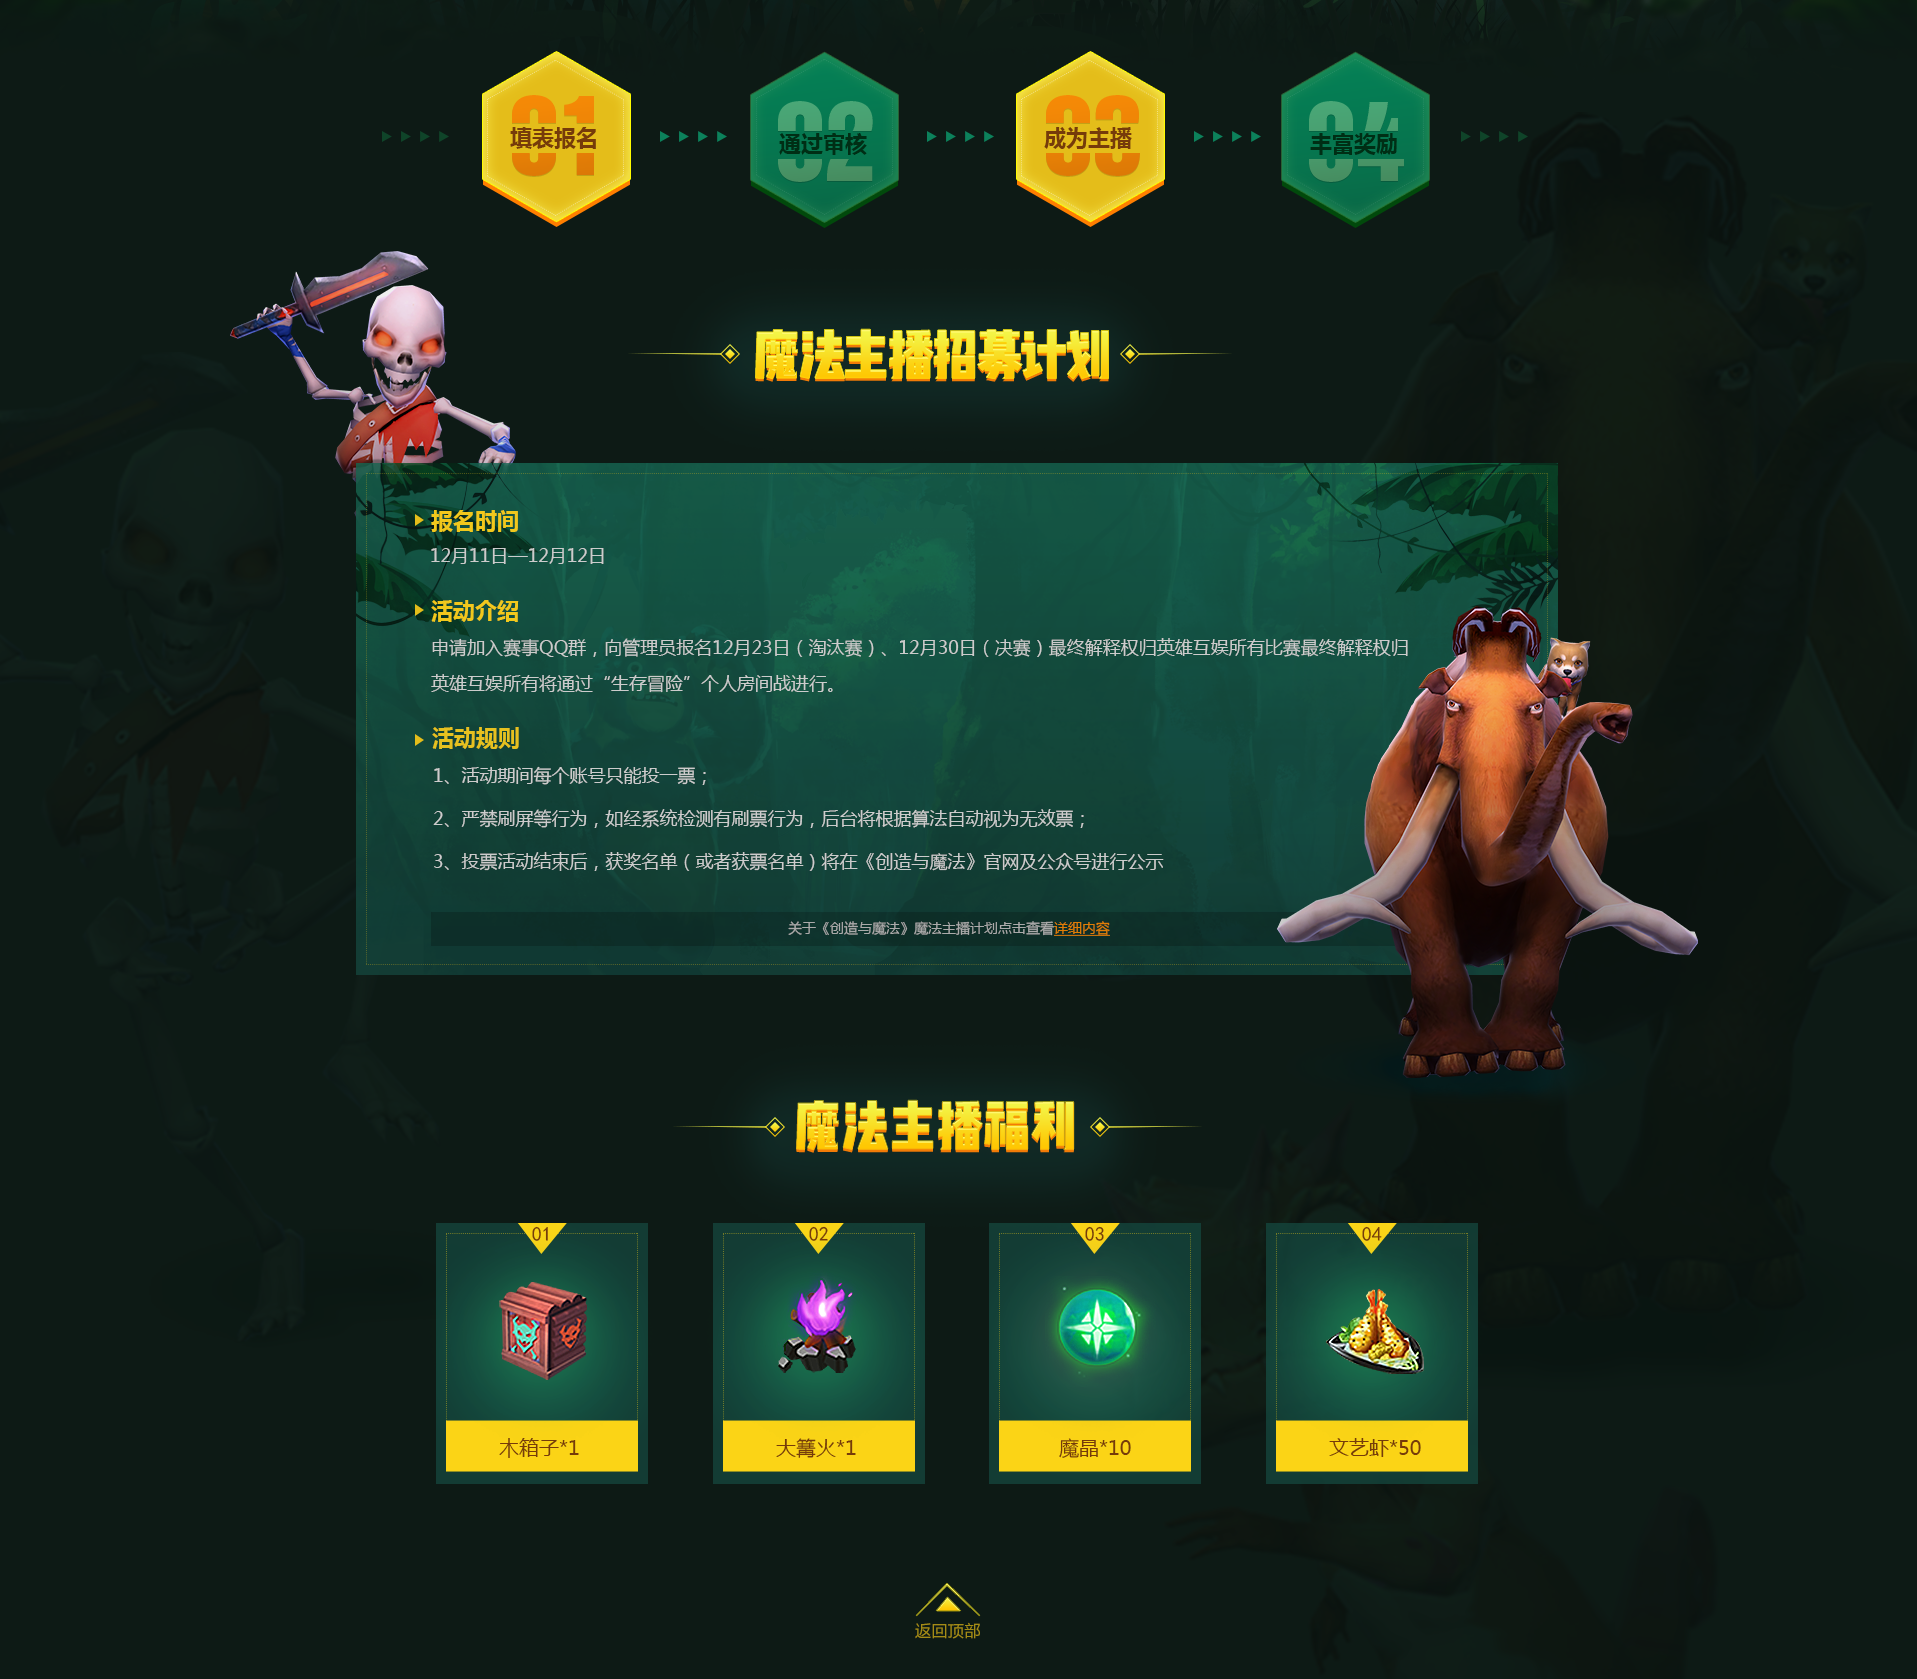 01
填表报名
02
通过审核
03
成为主播
04
丰富奖励
魔法主播招募计划
报名时间
12月11日—12月12日
活动介绍
申请加入赛事QQ群，向管理员报名12月23日（淘汰赛）、12月30日（决赛）最终解释权归英雄互娱所有比赛最终解释权归
英雄互娱所有将通过“生存冒险”个人房间战进行。
活动规则
1、活动期间每个账号只能投一票；
2、严禁刷屏等行为，如经系统检测有刷票行为，后台将根据算法自动视为无效票；
3、投票活动结束后，获奖名单（或者获票名单）将在《创造与魔法》官网及公众号进行公示
关于《创造与魔法》魔法主播计划点击查看详细内容
魔法主播福利
01
02
03
04
木箱子*1
大篝火*1
魔晶*10
文艺虾*50
返回顶部